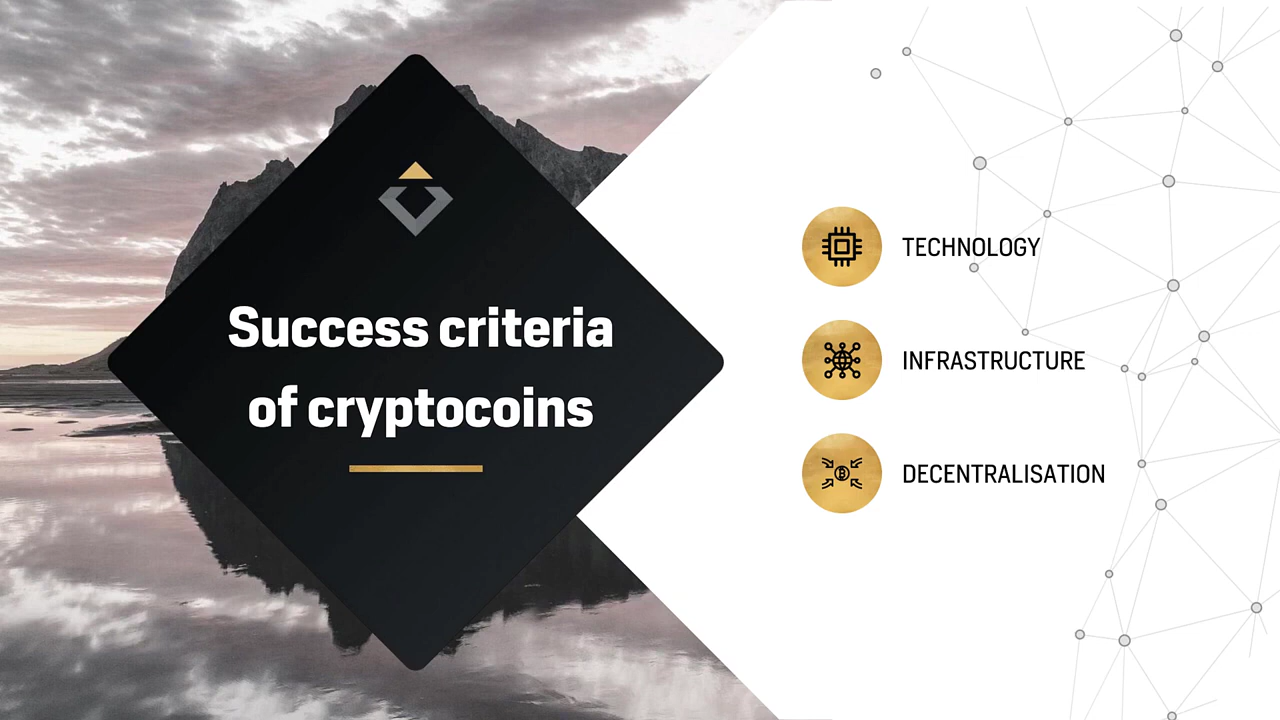 Success criteria
of cryptocoins
TECHNOLOGY
INFRASTRUCTURE
DECENTRALISATION